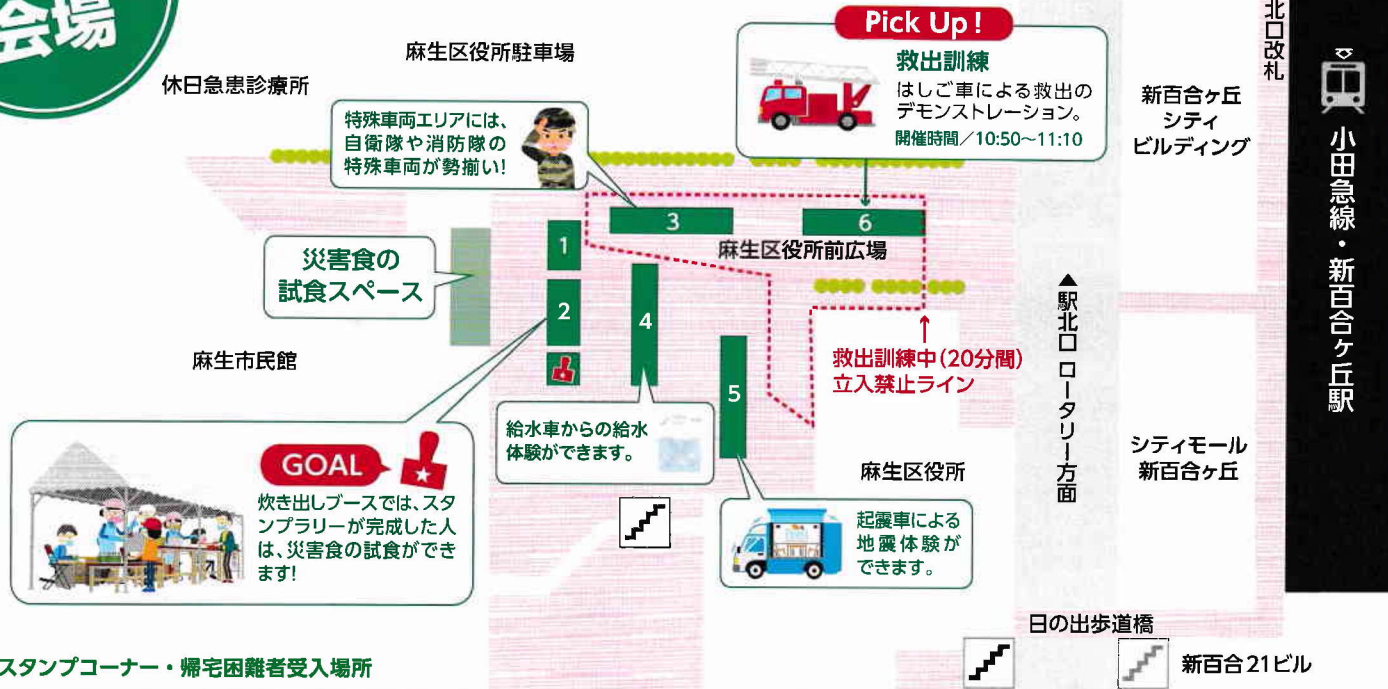 会場
休日急患診療所
麻生区役所駐車場
Pick Up!
救出訓練
はしご車による救出の
デモンストレーション。
開催時間／10:50～11:10
特殊車両エリアには、
自衛隊や消防隊の
特殊車両が勢揃い!
新百合ヶ丘
シティ
ビルディング
北口改札
小田急線・新百合ヶ丘駅
3
6
麻生区役所前広場
1
2
4
5
災害食の
試食スペース
麻生市民館
救出訓練中(20分間)
立入禁止ライン
▲駅北口 ロータリー方面
GOAL
炊き出しブースでは、スタ
ンプラリーが完成した人
は、災害食の試食ができ
ます!
給水車からの給水
体験ができます。
麻生区役所
起震車による
地震体験が
できます。
シティモール
新百合ヶ丘
日の出歩道橋
新百合21ビル
スタンプコーナー・帰宅困難者受入場所